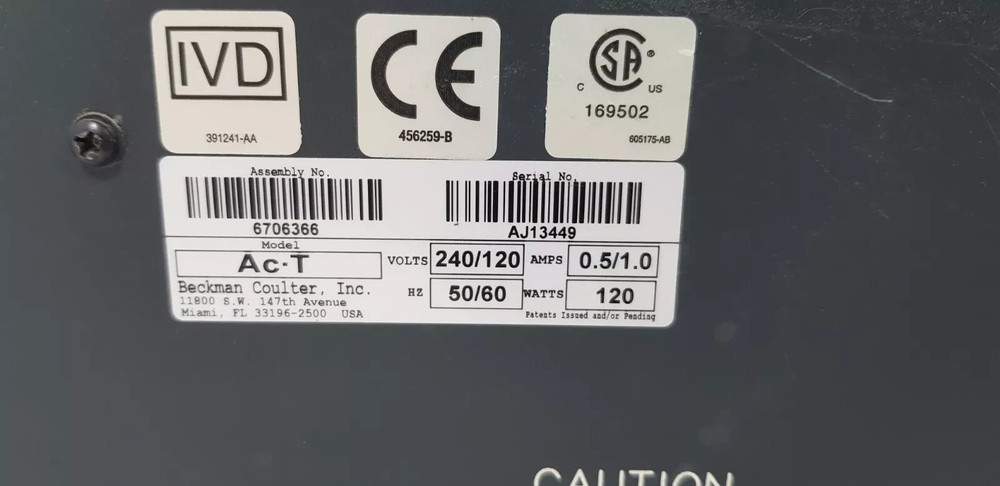 IVD
391241-AA
CE
456259-B
SA ®
C US
169502
605175-AB
Assembly No.
6706366
Serial No.
AJ13449
Model
Ac·T
VOLTS 240/120 AMPS 0.5/1.0
HZ 50/60 WATTS 120
Beckman Coulter, Inc.
11800 S.W. 147th Avenue
Miami, FL 33196-2500 USA
Patents Issued and/or Pending
CAUTION